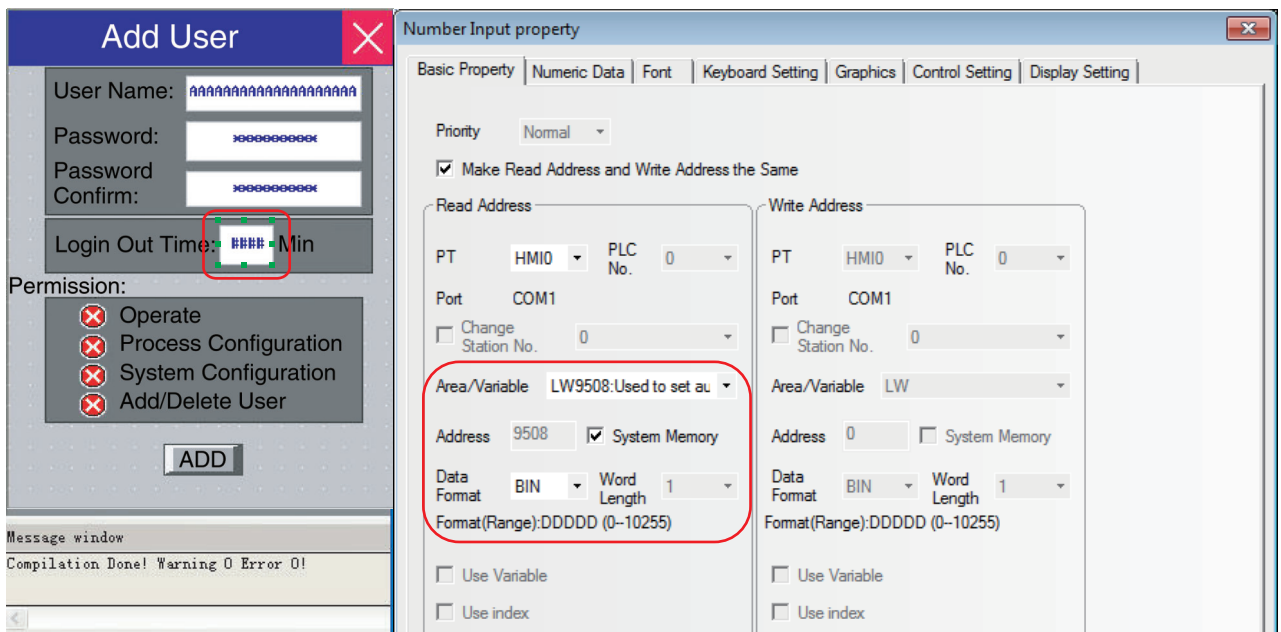 Add User
User Name: AAAAAAAAAAAAAAAAAAAA
Password: **********
Password
Confirm: **********
Login Out Time: #### Min
Permission:
Operate
Process Configuration
System Configuration
Add/Delete User
ADD
Message window
Compilation Done! Warning 0 Error 0!
Number Input property
Basic Property Numeric Data Font Keyboard Setting Graphics Control Setting Display Setting
Priority Normal
Make Read Address and Write Address the Same
Read Address
PT HMI0 PLC No. 0
Port COM1
Change Station No. 0
Area/Variable LW9508:Used to set au
Address 9508 System Memory
Data Format BIN Word Length 1
Format(Range):DDDDD (0--10255)
Use Variable
Use index
Write Address
PT HMI0 PLC No. 0
Port COM1
Change Station No. 0
Area/Variable LW
Address 0 System Memory
Data Format BIN Word Length 1
Format(Range):DDDDD (0--10255)
Use Variable
Use index